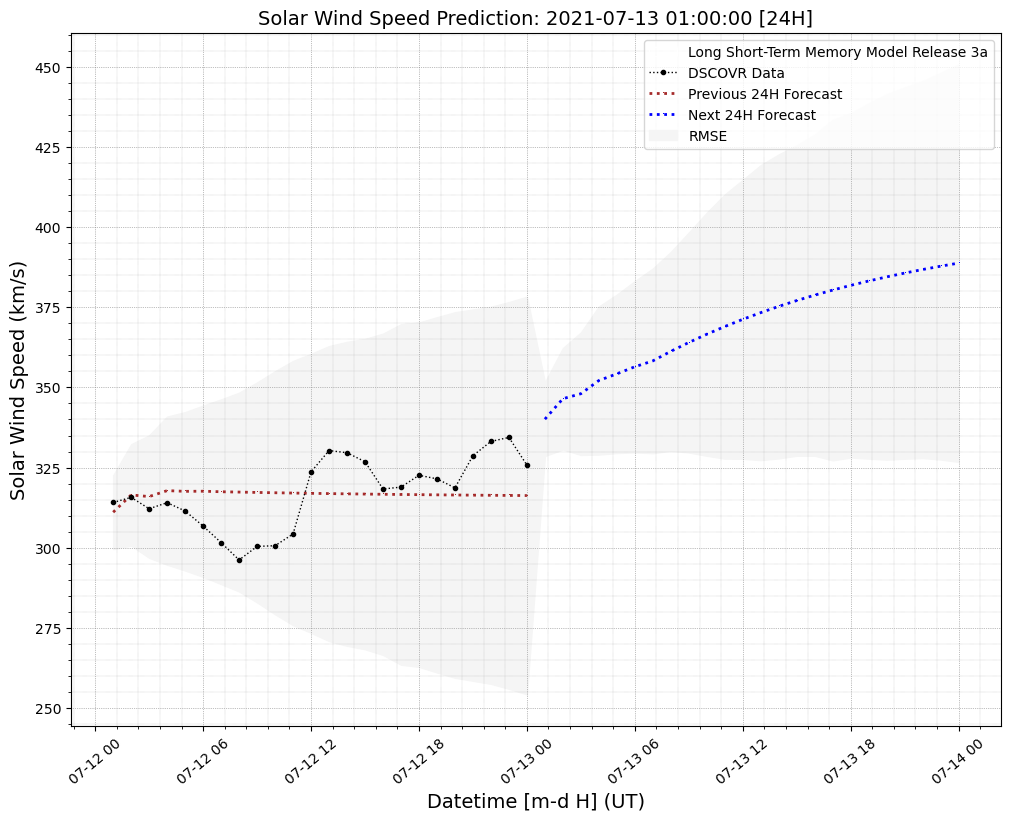 Solar Wind Speed Prediction: 2021-07-13 01:00:00 [24H]
Long Short-Term Memory Model Release 3a
DSCOVR Data
Previous 24H Forecast
Next 24H Forecast
RMSE
Solar Wind Speed (km/s)
450
425
400
375
350
325
300
275
250
07-12 00
07-12 06
07-12 12
07-12 18
07-13 00
07-13 06
07-13 12
07-13 18
07-14 00
Datetime [m-d H] (UT)